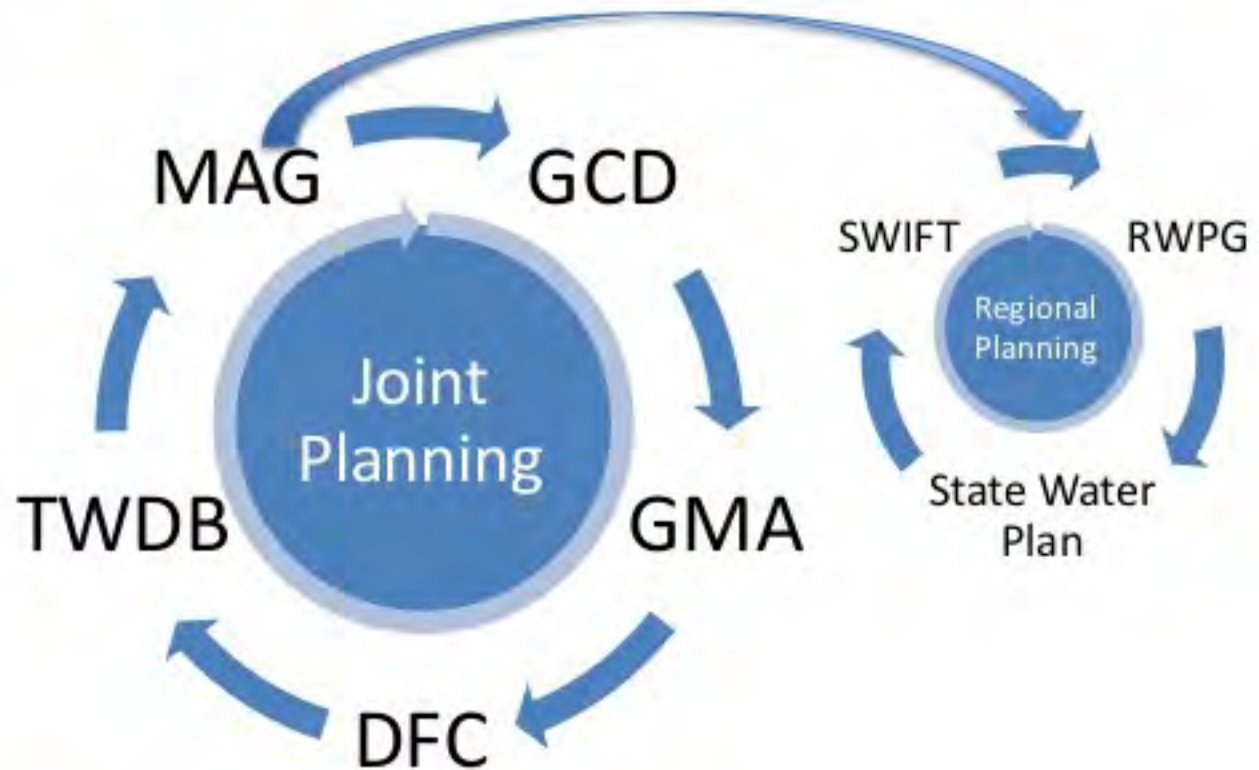 MAG
GCD
Joint
Planning
TWDB
GMA
DFC
SWIFT
RWPG
Regional
Planning
State Water
Plan